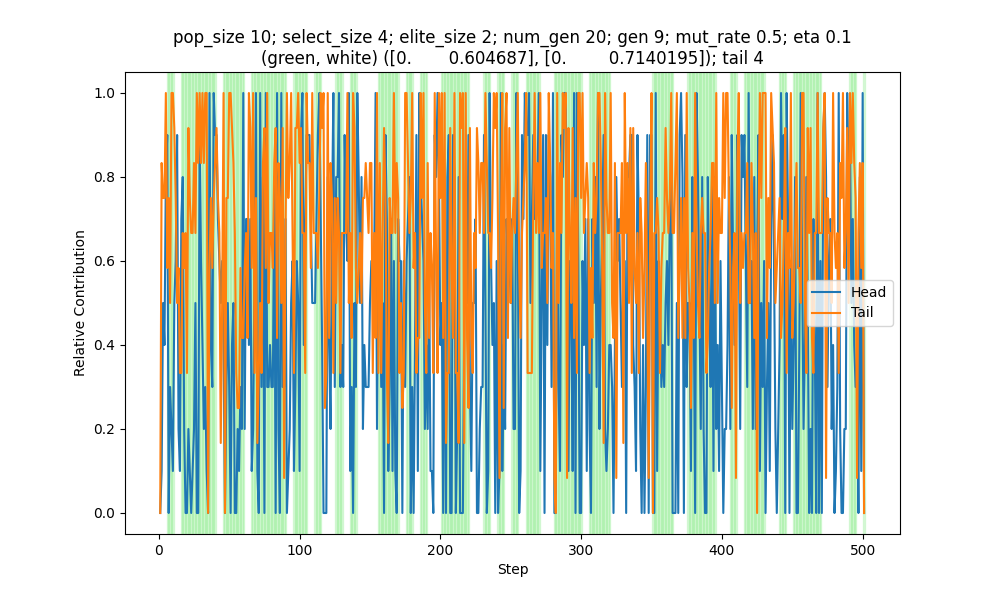 pop_size 10; select_size 4; elite_size 2; num_gen 20; gen 9; mut_rate 0.5; eta 0.1
(green, white) ([0. 0.604687], [0. 0.7140195]); tail 4
1.0
0.8
0.6
0.4
0.2
0.0
Relative Contribution
Head
Tail
0 100 200 300 400 500
Step